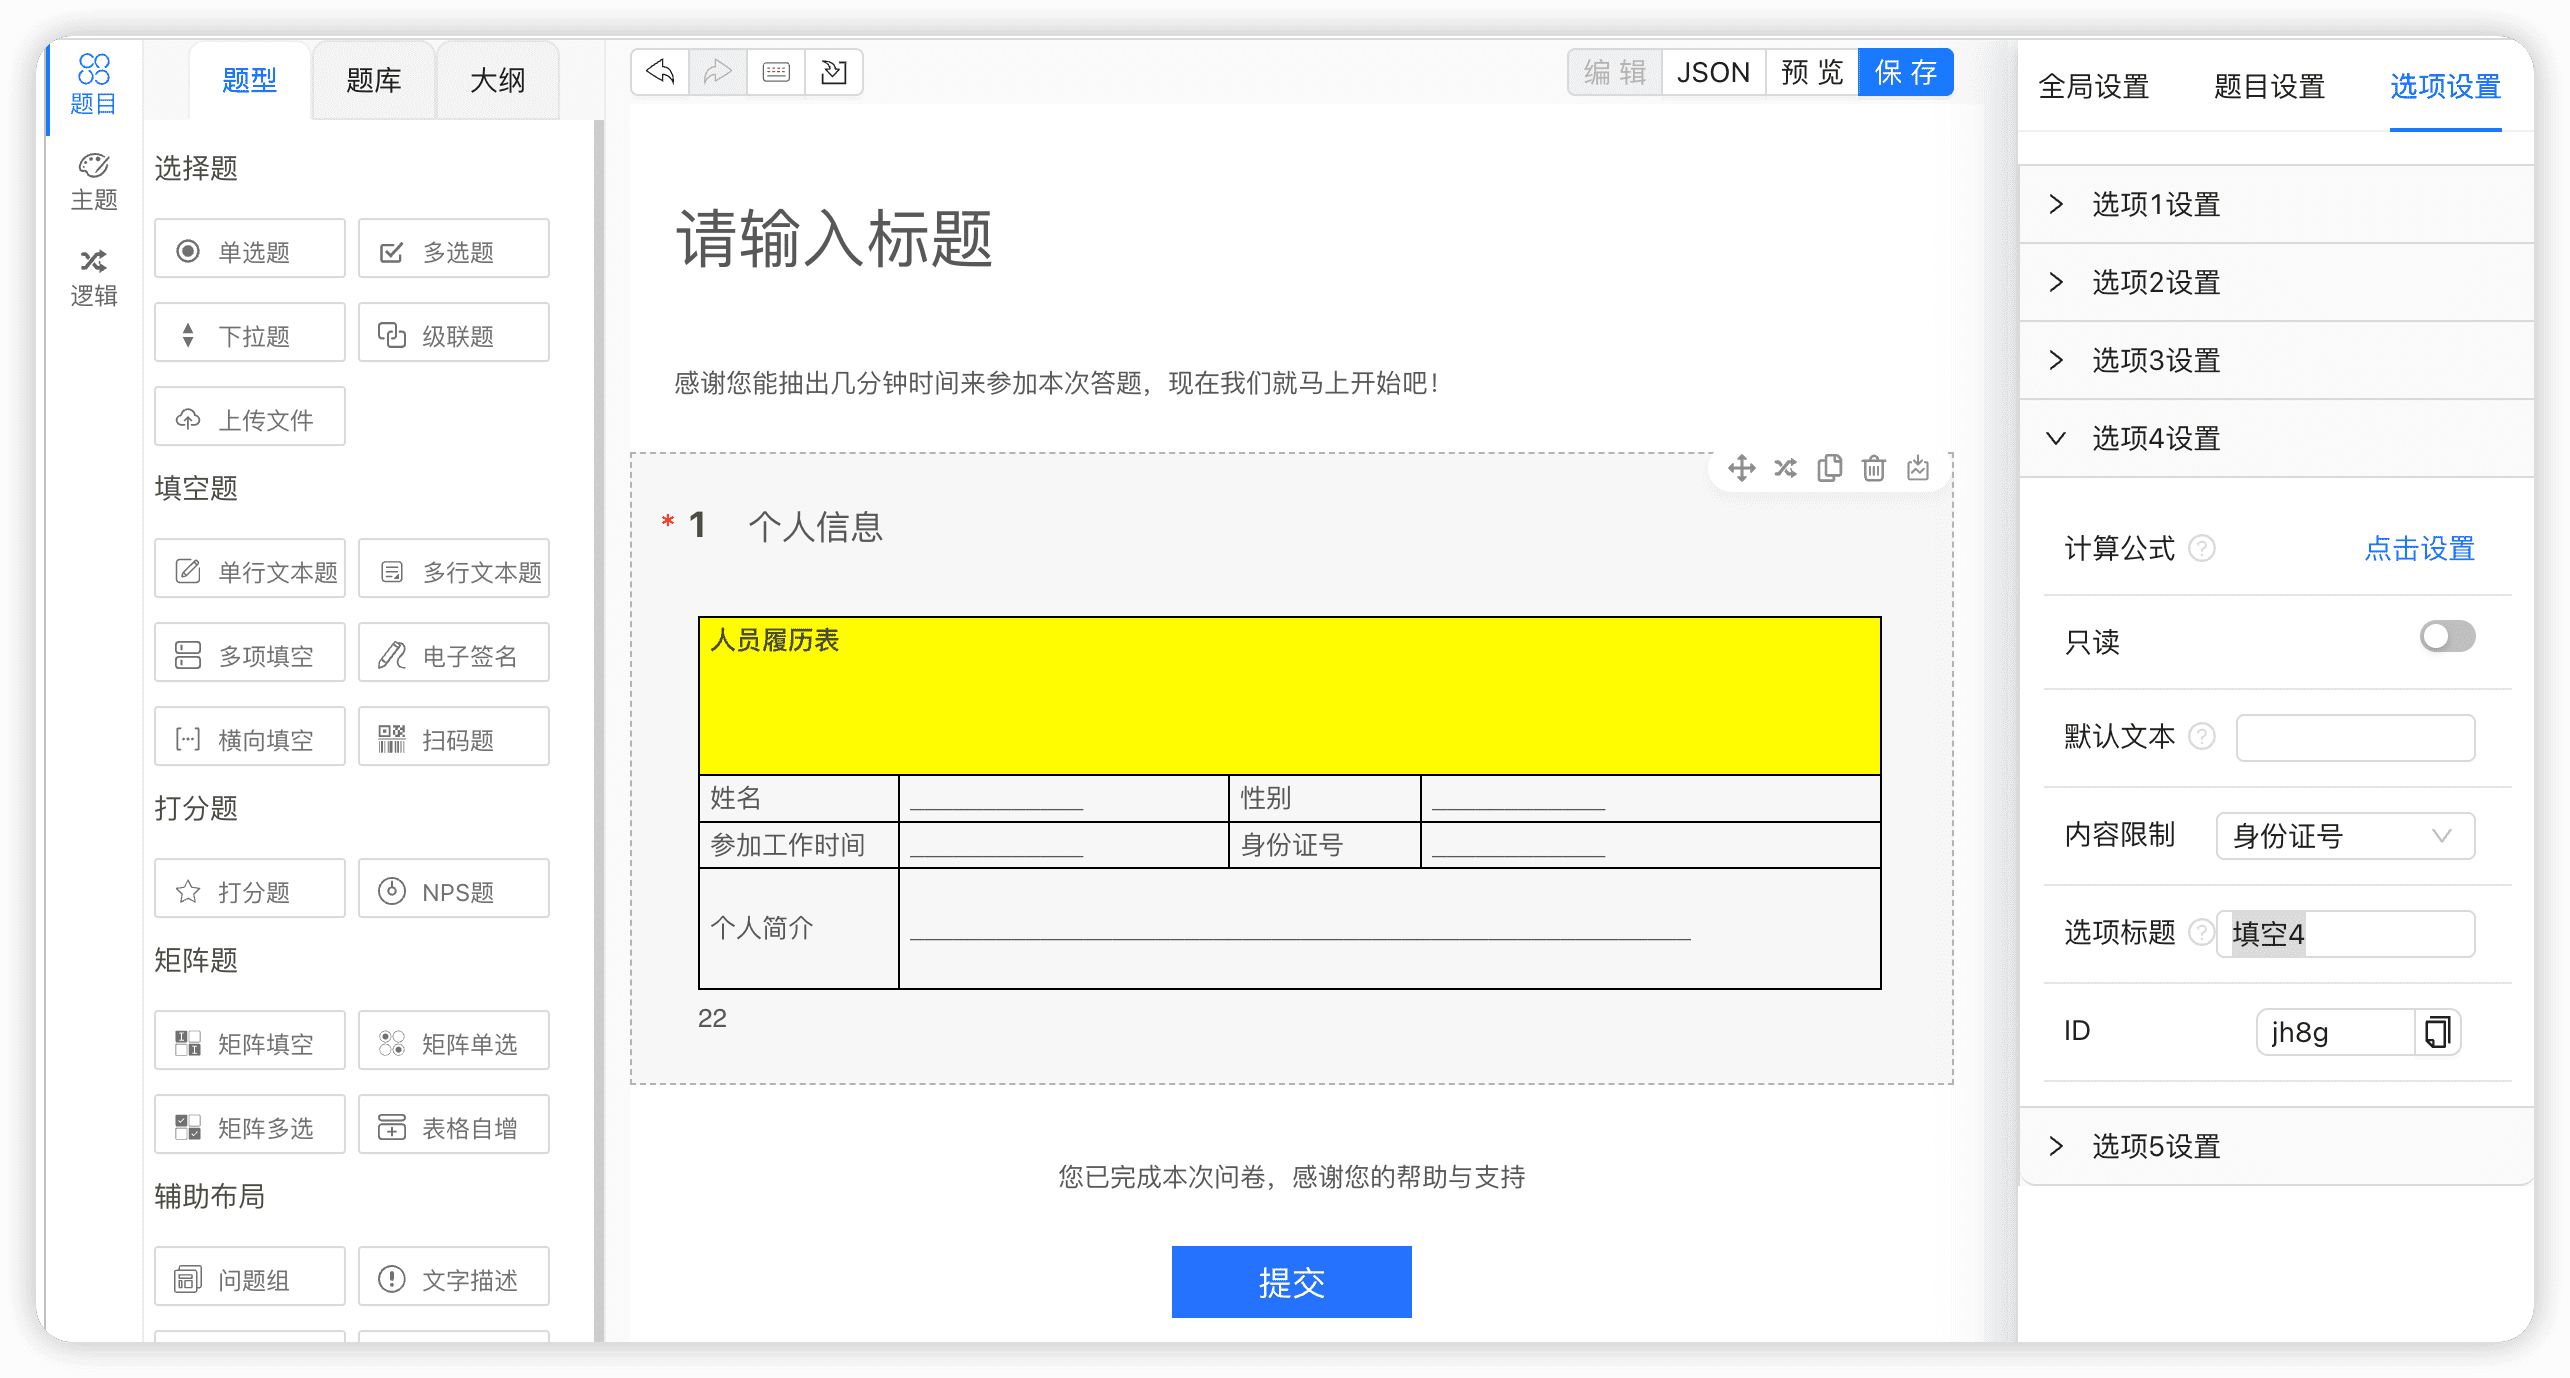 题目
主题
逻辑
题型 题库 大纲
选择题
单选题 多选题
下拉题 级联题
上传文件
填空题
单行文本题 多行文本题
多项填空 电子签名
横向填空 扫码题
打分题
打分题 NPS题
矩阵题
矩阵填空 矩阵单选
矩阵多选 表格自增
辅助布局
问题组 文字描述
编辑 JSON 预览 保存
请输入标题
感谢您能抽出几分钟时间来参加本次答题，现在我们就马上开始吧！
* 1 个人信息
人员履历表
姓名 ____________ 性别 ____________
参加工作时间 ____________ 身份证号 ____________
个人简介 ______________________________________________________
22
您已完成本次问卷，感谢您的帮助与支持
提交
全局设置 题目设置 选项设置
选项1设置
选项2设置
选项3设置
选项4设置
计算公式 ? 点击设置
只读
默认文本 ?
内容限制 身份证号
选项标题 ? 填空4
ID jh8g
选项5设置